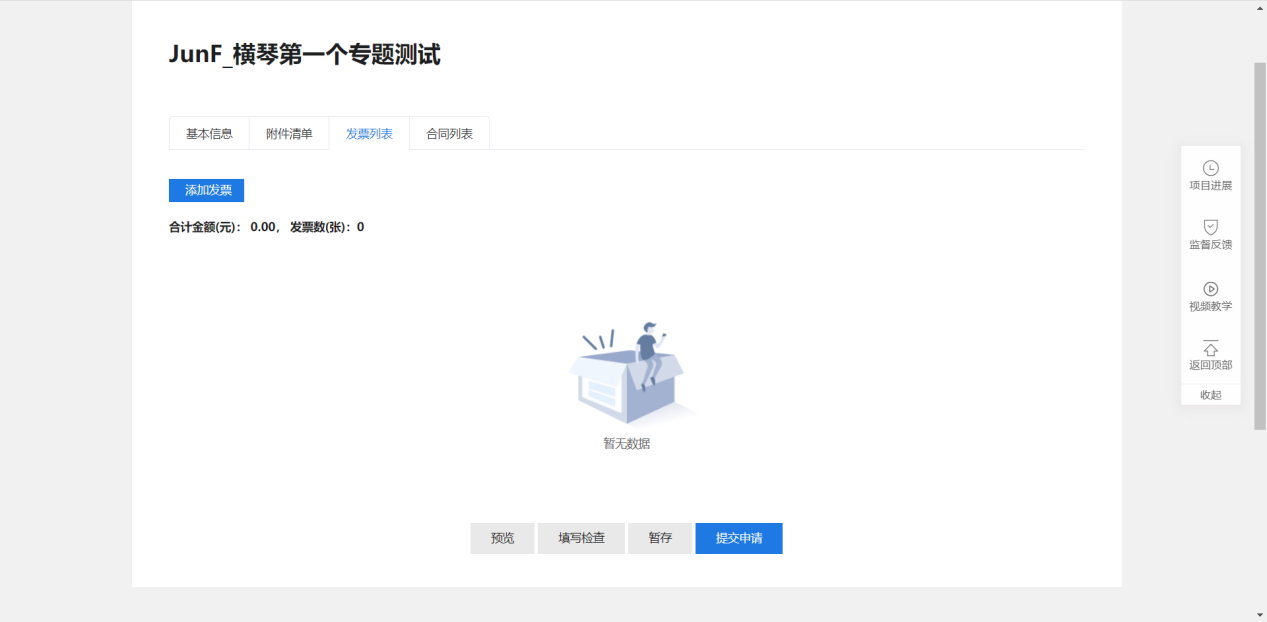 JunF_横琴第一个专题测试
基本信息
附件清单
发票列表
合同列表
添加发票
合计金额(元)： 0.00， 发票数(张)：0
暂无数据
预览
填写检查
暂存
提交申请
项目进展
监督反馈
视频教学
返回顶部
收起